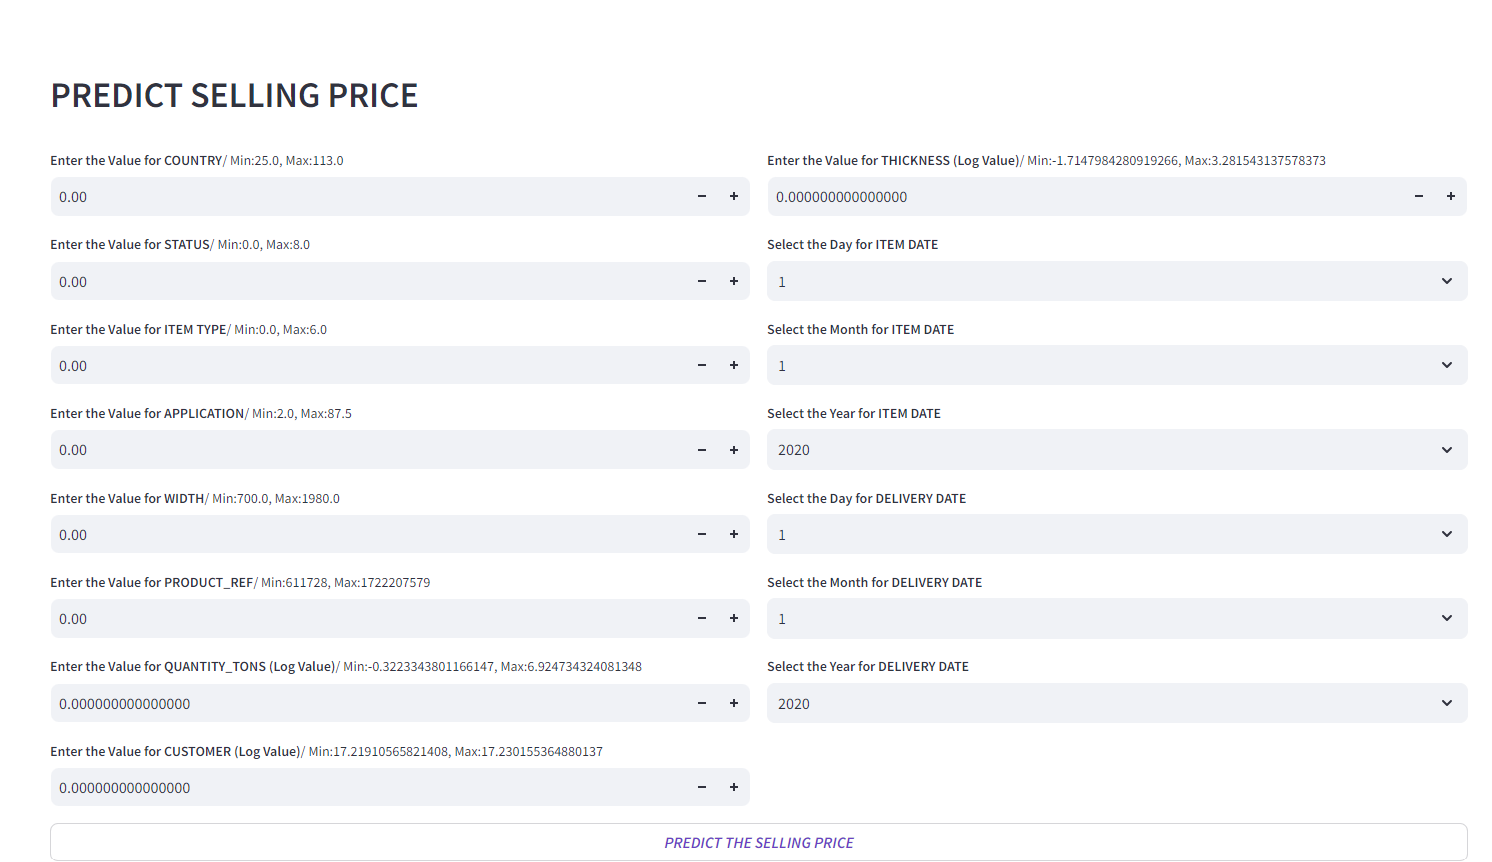 PREDICT SELLING PRICE
Enter the Value for COUNTRY/ Min:25.0, Max:113.0
0.00
Enter the Value for STATUS/ Min:0.0, Max:8.0
0.00
Enter the Value for ITEM TYPE/ Min:0.0, Max:6.0
0.00
Enter the Value for APPLICATION/ Min:2.0, Max:87.5
0.00
Enter the Value for WIDTH/ Min:700.0, Max:1980.0
0.00
Enter the Value for PRODUCT_REF/ Min:611728, Max:1722207579
0.00
Enter the Value for QUANTITY_TONS (Log Value)/ Min:-0.3223343801166147, Max:6.924734324081348
0.000000000000000
Enter the Value for CUSTOMER (Log Value)/ Min:17.21910565821408, Max:17.230155364880137
0.000000000000000
Enter the Value for THICKNESS (Log Value)/ Min:-1.7147984280919266, Max:3.281543137578373
0.000000000000000
Select the Day for ITEM DATE
1
Select the Month for ITEM DATE
1
Select the Year for ITEM DATE
2020
Select the Day for DELIVERY DATE
1
Select the Month for DELIVERY DATE
1
Select the Year for DELIVERY DATE
2020
PREDICT THE SELLING PRICE